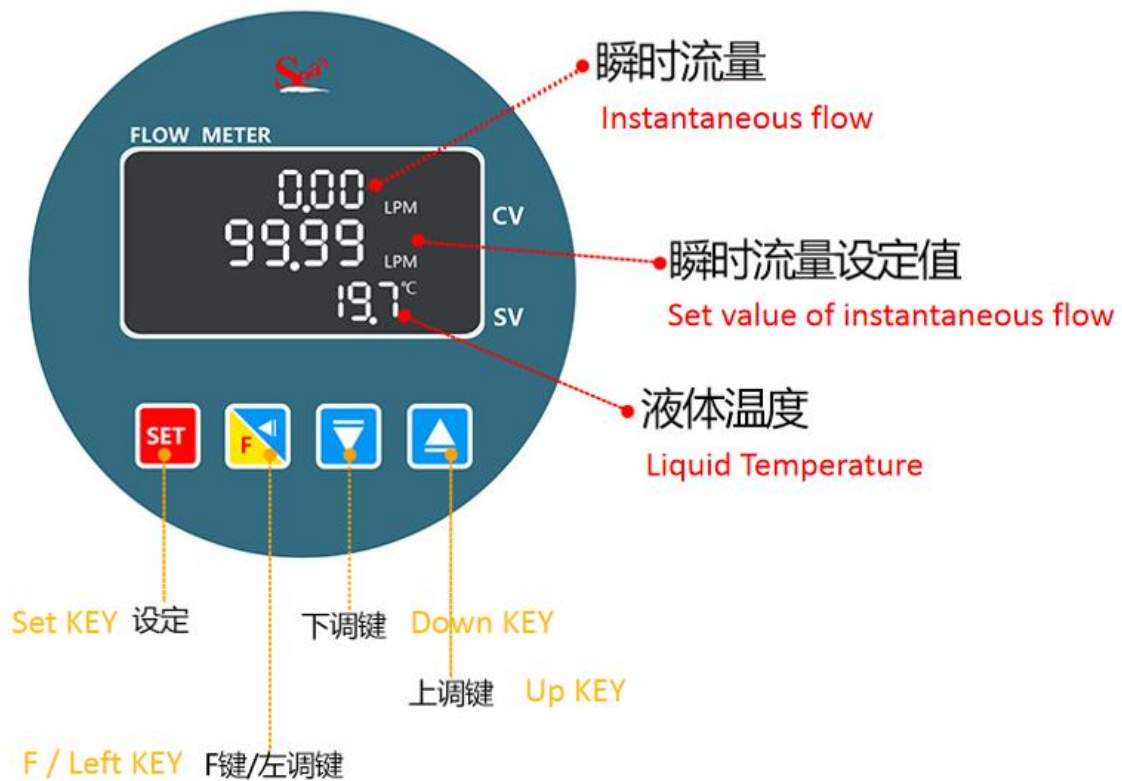 瞬时流量
Instantaneous flow
FLOW METER
0.00 LPM
CV
99.99 LPM
瞬时流量设定值
Set value of instantaneous flow
19.7 ℃
SV
液体温度
Liquid Temperature
SET
F
Set KEY 设定
下调键 Down KEY
上调键 Up KEY
F / Left KEY F键/左调键